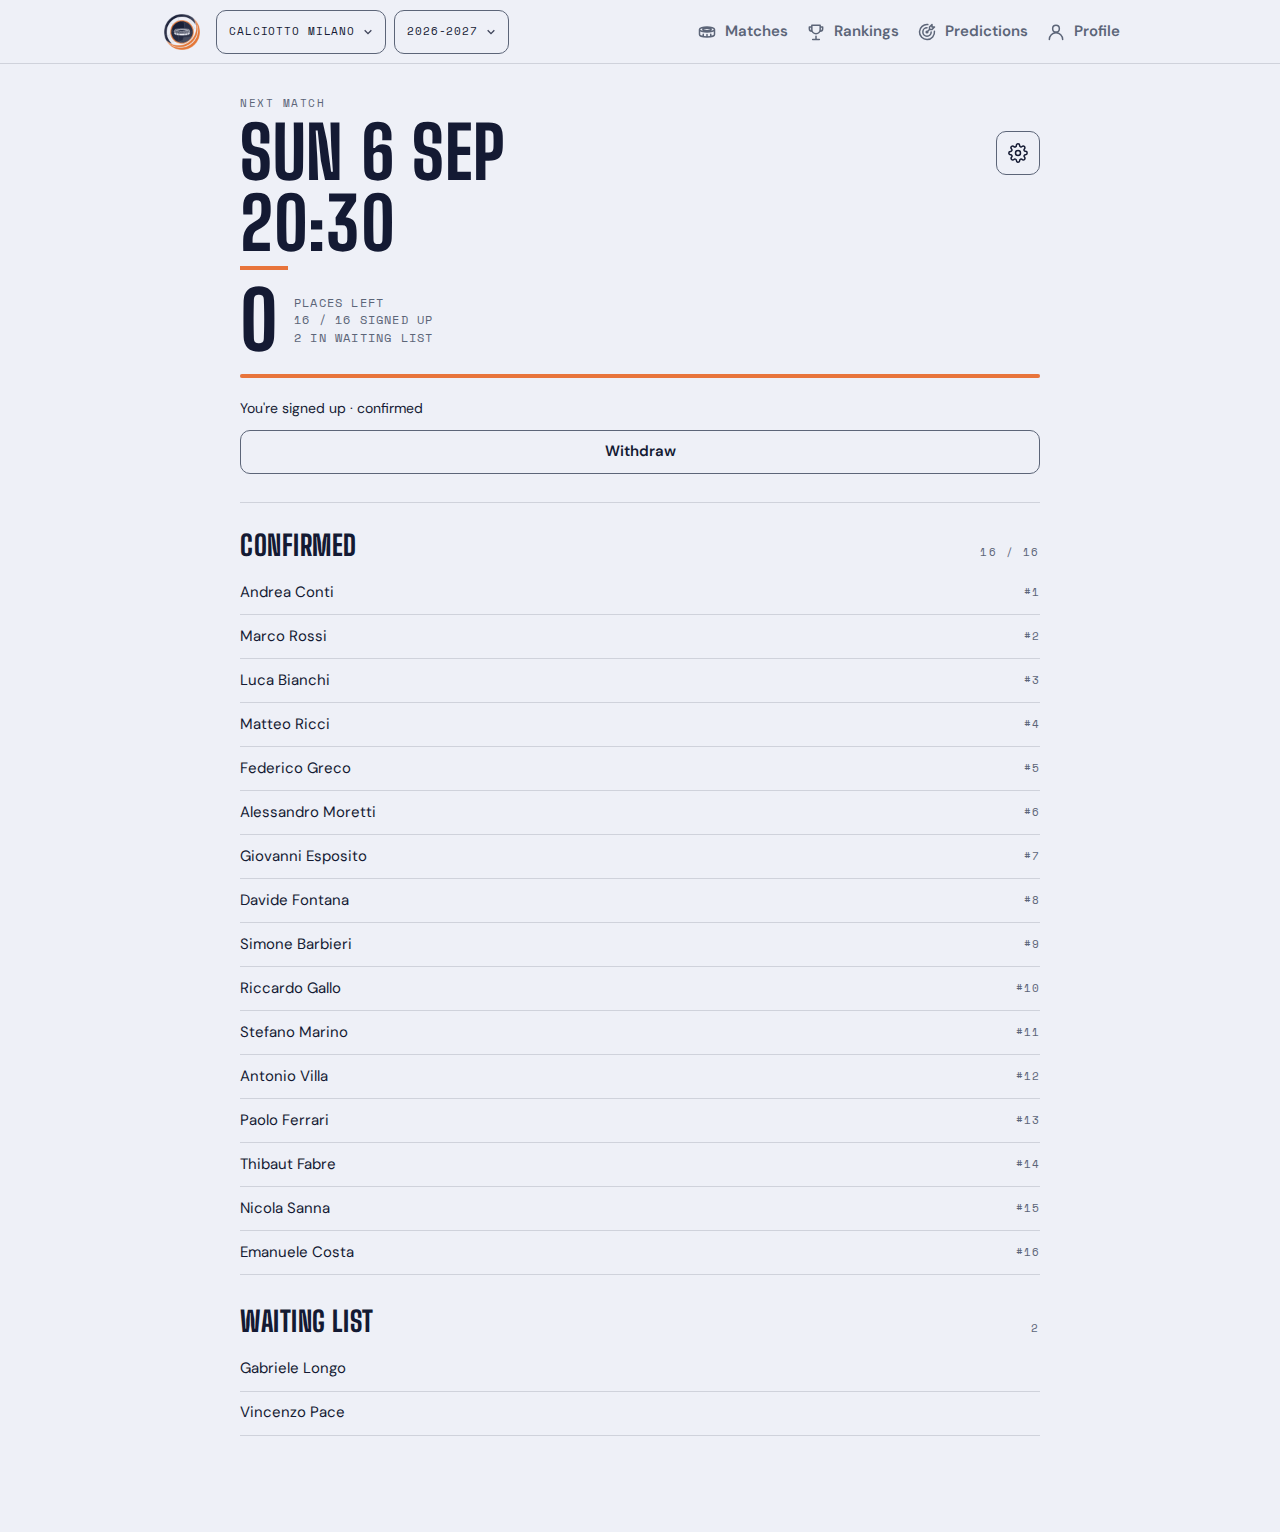 CALCIOTTO MILANO
2026-2027
Matches
Rankings
Predictions
Profile
NEXT MATCH
SUN 6 SEP
20:30
0
PLACES LEFT
16 / 16 SIGNED UP
2 IN WAITING LIST
You're signed up · confirmed
Withdraw
CONFIRMED
16 / 16
Andrea Conti #1
Marco Rossi #2
Luca Bianchi #3
Matteo Ricci #4
Federico Greco #5
Alessandro Moretti #6
Giovanni Esposito #7
Davide Fontana #8
Simone Barbieri #9
Riccardo Gallo #10
Stefano Marino #11
Antonio Villa #12
Paolo Ferrari #13
Thibaut Fabre #14
Nicola Sanna #15
Emanuele Costa #16
WAITING LIST
2
Gabriele Longo
Vincenzo Pace